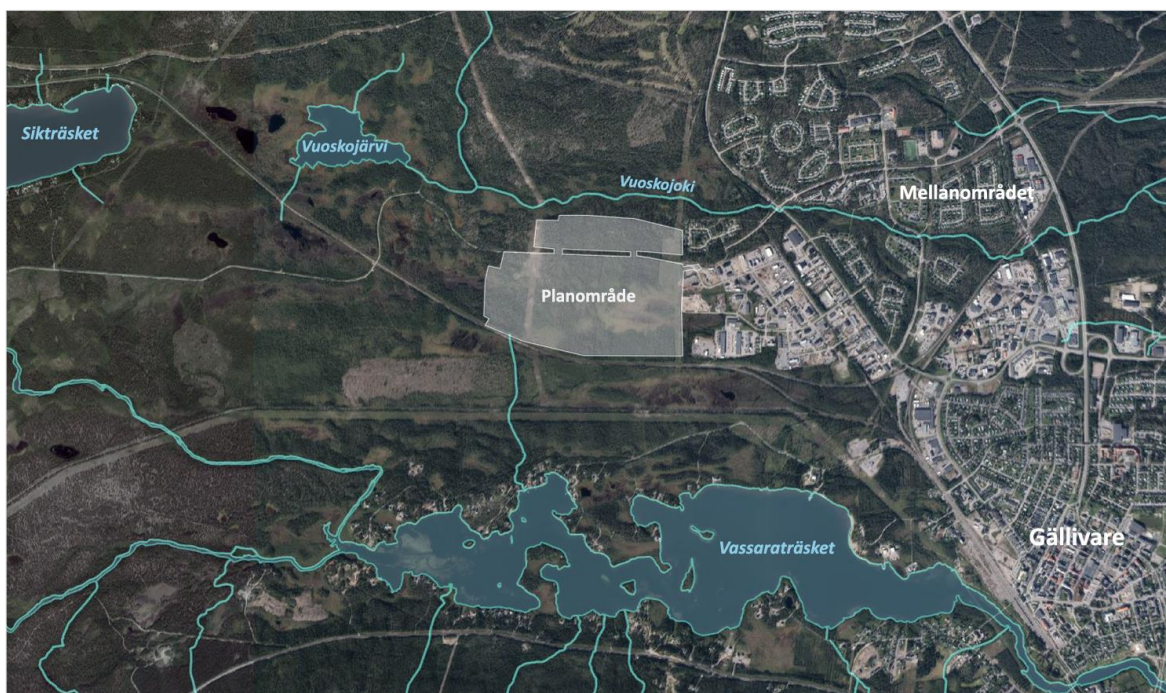 Sikträsket
Vuoskojärvi
Vuoskojoki
Mellanområdet
Planområde
Gällivare
Vassaraträsket